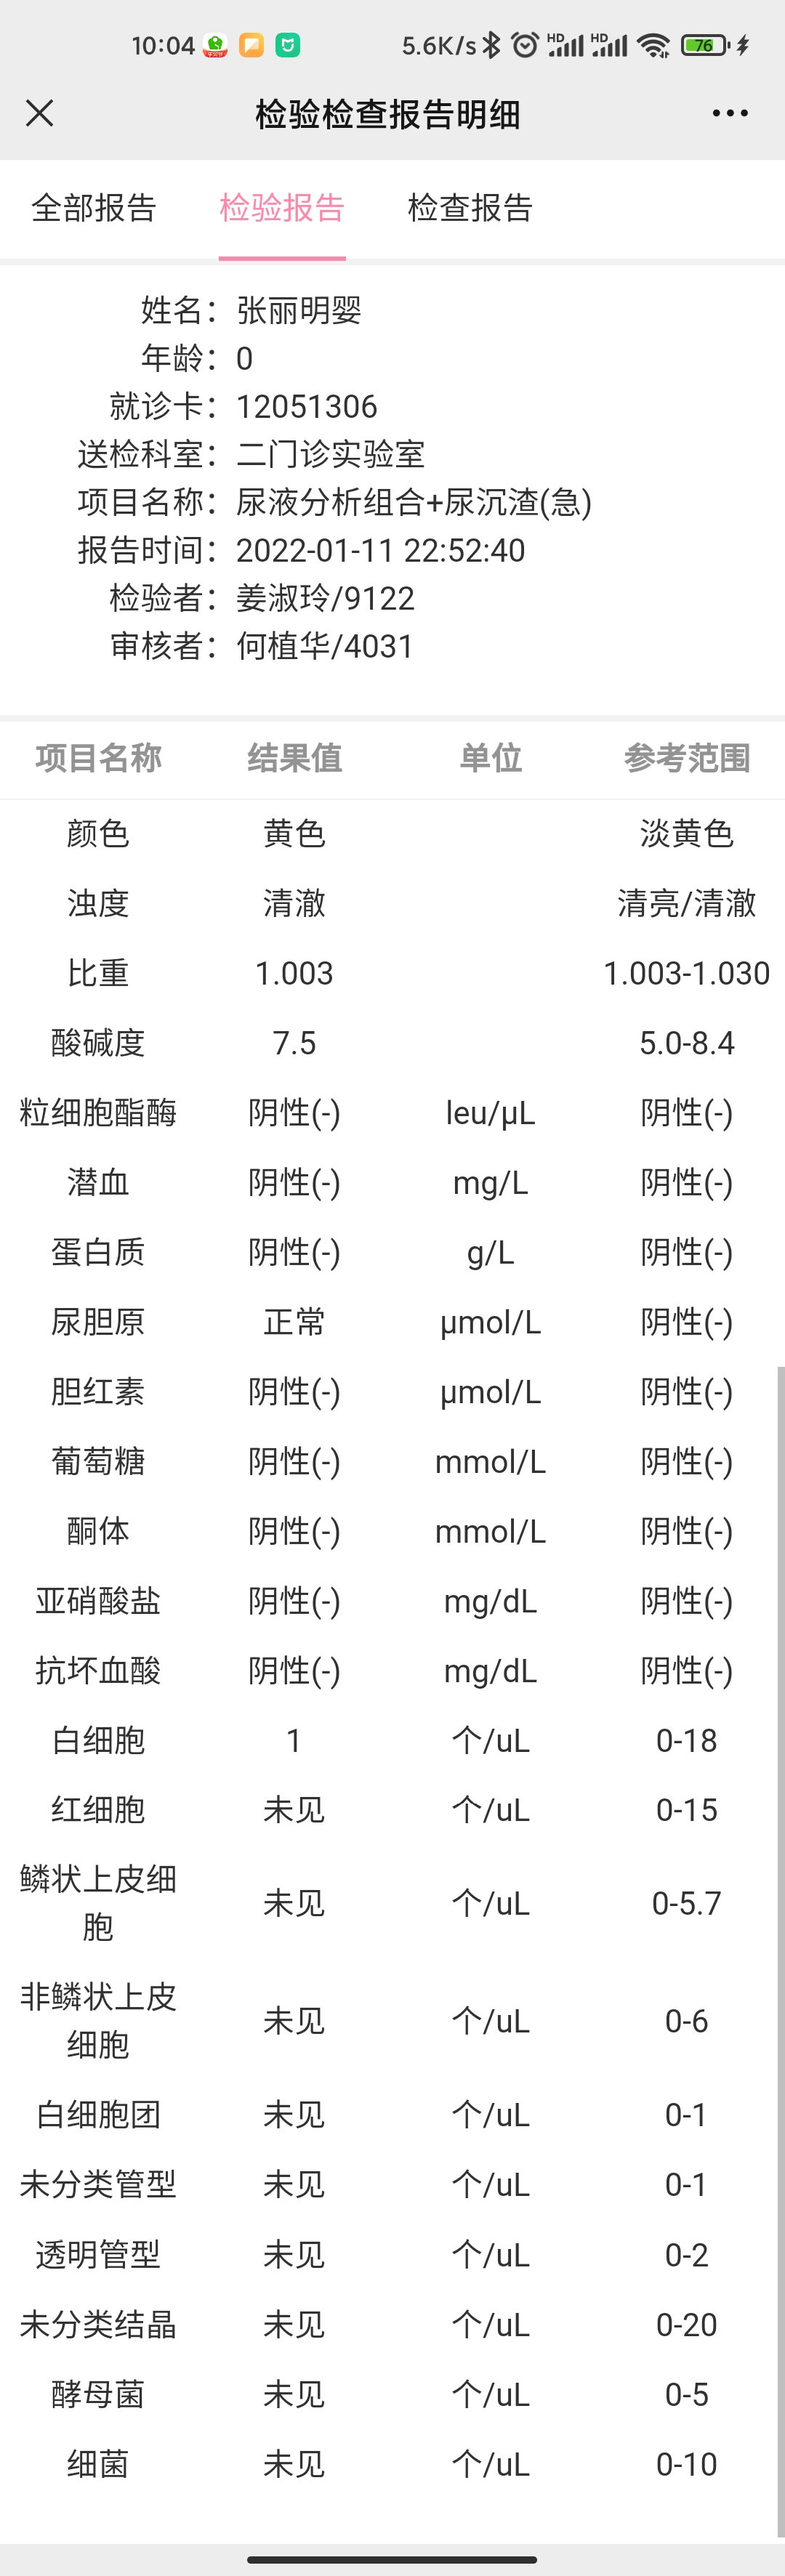 10:04 5.6K/s HD HD 76
检验检查报告明细
全部报告 检验报告 检查报告
姓名： 张丽明婴
年龄： 0
就诊卡： 12051306
送检科室： 二门诊实验室
项目名称： 尿液分析组合+尿沉渣(急)
报告时间： 2022-01-11 22:52:40
检验者： 姜淑玲/9122
审核者： 何植华/4031
项目名称 结果值 单位 参考范围
颜色 黄色 淡黄色
浊度 清澈 清亮/清澈
比重 1.003 1.003-1.030
酸碱度 7.5 5.0-8.4
粒细胞酯酶 阴性(-) leu/μL 阴性(-)
潜血 阴性(-) mg/L 阴性(-)
蛋白质 阴性(-) g/L 阴性(-)
尿胆原 正常 μmol/L 阴性(-)
胆红素 阴性(-) μmol/L 阴性(-)
葡萄糖 阴性(-) mmol/L 阴性(-)
酮体 阴性(-) mmol/L 阴性(-)
亚硝酸盐 阴性(-) mg/dL 阴性(-)
抗坏血酸 阴性(-) mg/dL 阴性(-)
白细胞 1 个/uL 0-18
红细胞 未见 个/uL 0-15
鳞状上皮细
胞 未见 个/uL 0-5.7
非鳞状上皮
细胞 未见 个/uL 0-6
白细胞团 未见 个/uL 0-1
未分类管型 未见 个/uL 0-1
透明管型 未见 个/uL 0-2
未分类结晶 未见 个/uL 0-20
酵母菌 未见 个/uL 0-5
细菌 未见 个/uL 0-10